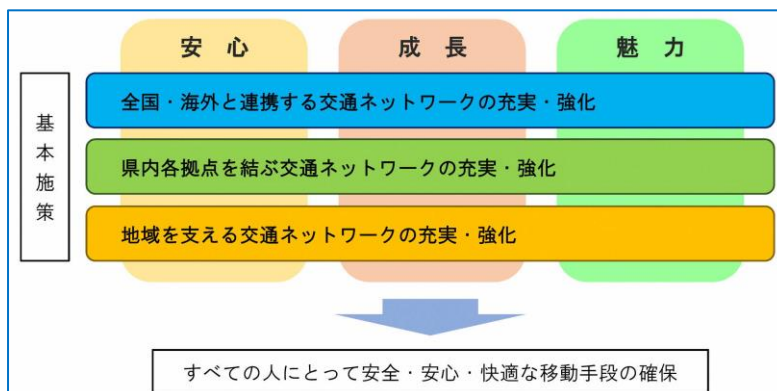 安 心
成 長
魅 力
基本施策
全国・海外と連携する交通ネットワークの充実・強化
県内各拠点を結ぶ交通ネットワークの充実・強化
地域を支える交通ネットワークの充実・強化
すべての人にとって安全・安心・快適な移動手段の確保